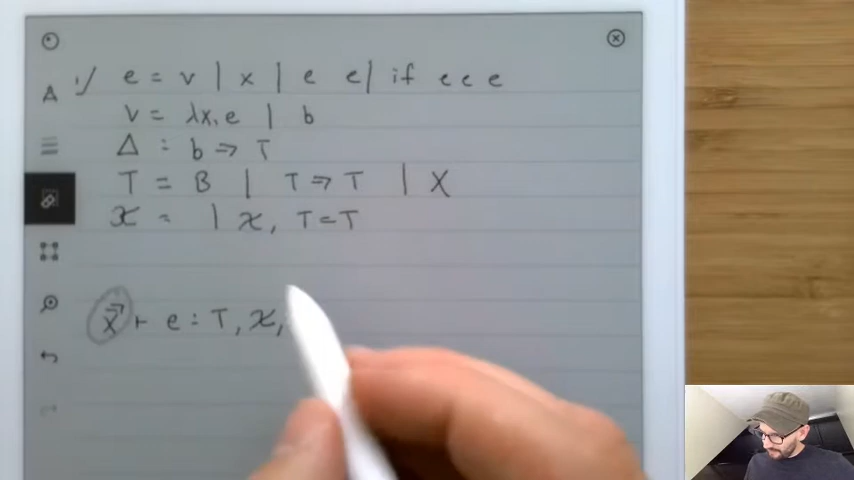 1/ e = v | x | e e | if e e e
v = λx. e | b
Δ : b => T
T = B | T => T | X
𝒳 = | 𝒳, T=T
X⃗ ⊢ e : T, 𝒳,